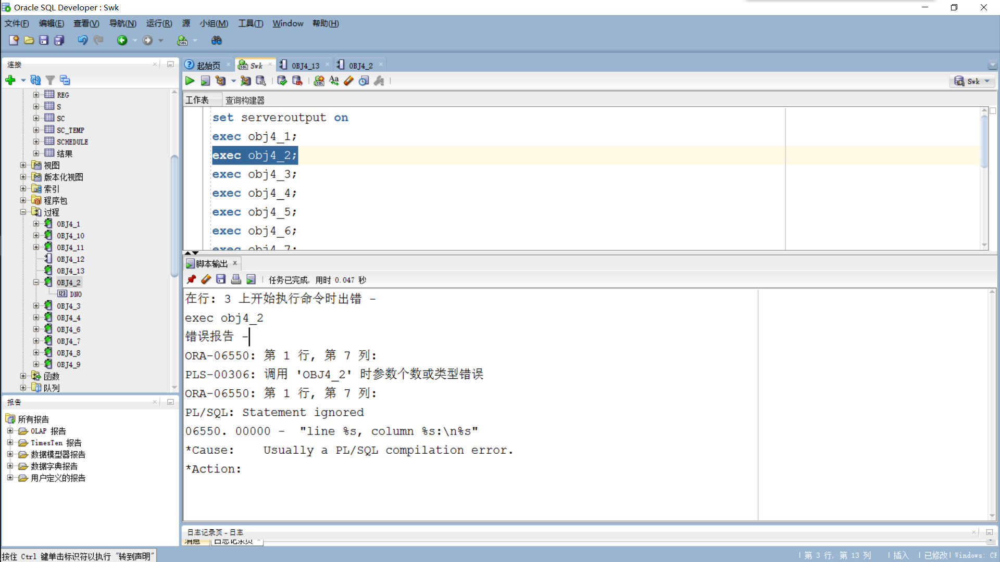 Oracle SQL Developer : Swk
文件(F) 编辑(E) 查看(V) 导航(N) 运行(R) 源 小组(M) 工具(T) Window 帮助(H)
连接
REG
S
SC
SC_TEMP
SCHEDULE
结果
视图
版本化视图
索引
程序包
过程
OBJ4_1
OBJ4_10
OBJ4_11
OBJ4_12
OBJ4_13
OBJ4_2
DNO
OBJ4_3
OBJ4_4
OBJ4_6
OBJ4_7
OBJ4_8
OBJ4_9
函数
队列
报告
所有报告
OLAP 报告
TimesTen 报告
数据模型器报告
数据字典报告
用户定义的报告
起始页 Swk OBJ4_13 OBJ4_2
Swk
工作表 查询构建器
set serveroutput on
exec obj4_1;
exec obj4_2;
exec obj4_3;
exec obj4_4;
exec obj4_5;
exec obj4_6;
exec obj4_7;
脚本输出
任务已完成, 用时 0.047 秒
在行: 3 上开始执行命令时出错 -
exec obj4_2
错误报告 -
ORA-06550: 第 1 行, 第 7 列:
PLS-00306: 调用 'OBJ4_2' 时参数个数或类型错误
ORA-06550: 第 1 行, 第 7 列:
PL/SQL: Statement ignored
06550. 00000 -  "line %s, column %s:\n%s"
*Cause:    Usually a PL/SQL compilation error.
*Action:
日志记录页 - 日志
消息 日志记录页
按住 Ctrl 键单击标识符以执行 "转到声明"
第 3 行, 第 13 列 插入 已修改 Windows: CF